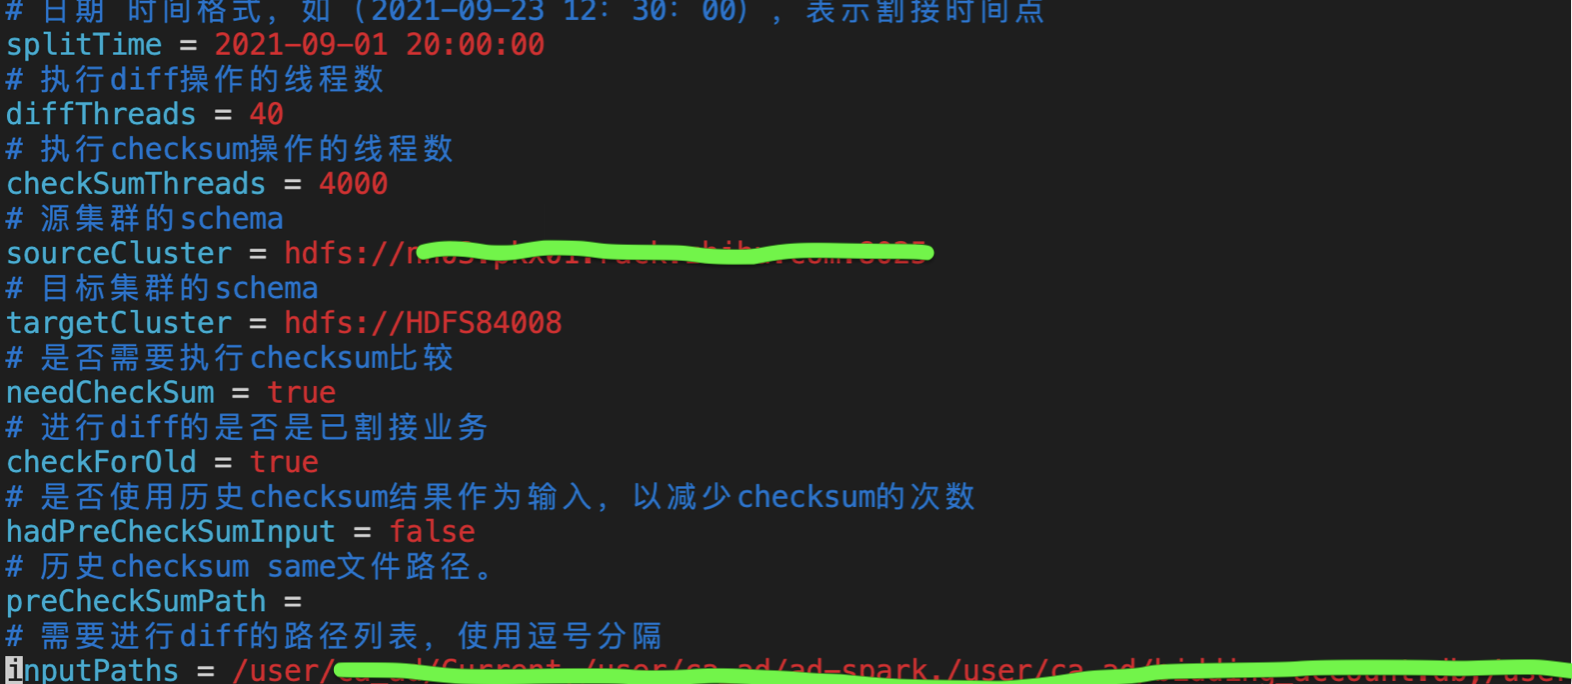 # 日期 时间格式，如（2021-09-23 12：30：00），表示割接时间点
splitTime = 2021-09-01 20:00:00
# 执行diff操作的线程数
diffThreads = 40
# 执行checksum操作的线程数
checkSumThreads = 4000
# 源集群的schema
sourceCluster = hdfs://
# 目标集群的schema
targetCluster = hdfs://HDFS84008
# 是否需要执行checksum比较
needCheckSum = true
# 进行diff的是否是已割接业务
checkForOld = true
# 是否使用历史checksum结果作为输入，以减少checksum的次数
hadPreCheckSumInput = false
# 历史checksum same文件路径。
preCheckSumPath =
# 需要进行diff的路径列表，使用逗号分隔
inputPaths = /user/